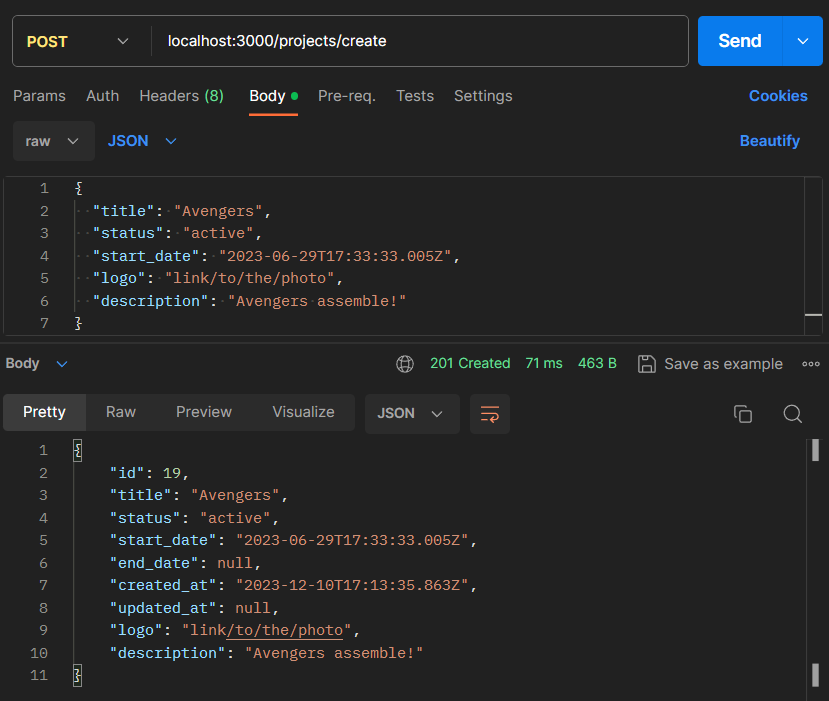 POST localhost:3000/projects/create Send
Params Auth Headers (8) Body Pre-req. Tests Settings Cookies
raw JSON Beautify
1 {
2 "title": "Avengers",
3 "status": "active",
4 "start_date": "2023-06-29T17:33:33.005Z",
5 "logo": "link/to/the/photo",
6 "description": "Avengers assemble!"
7 }
Body 201 Created 71 ms 463 B Save as example
Pretty Raw Preview Visualize JSON
1 {
2 "id": 19,
3 "title": "Avengers",
4 "status": "active",
5 "start_date": "2023-06-29T17:33:33.005Z",
6 "end_date": null,
7 "created_at": "2023-12-10T17:13:35.863Z",
8 "updated_at": null,
9 "logo": "link/to/the/photo",
10 "description": "Avengers assemble!"
11 }